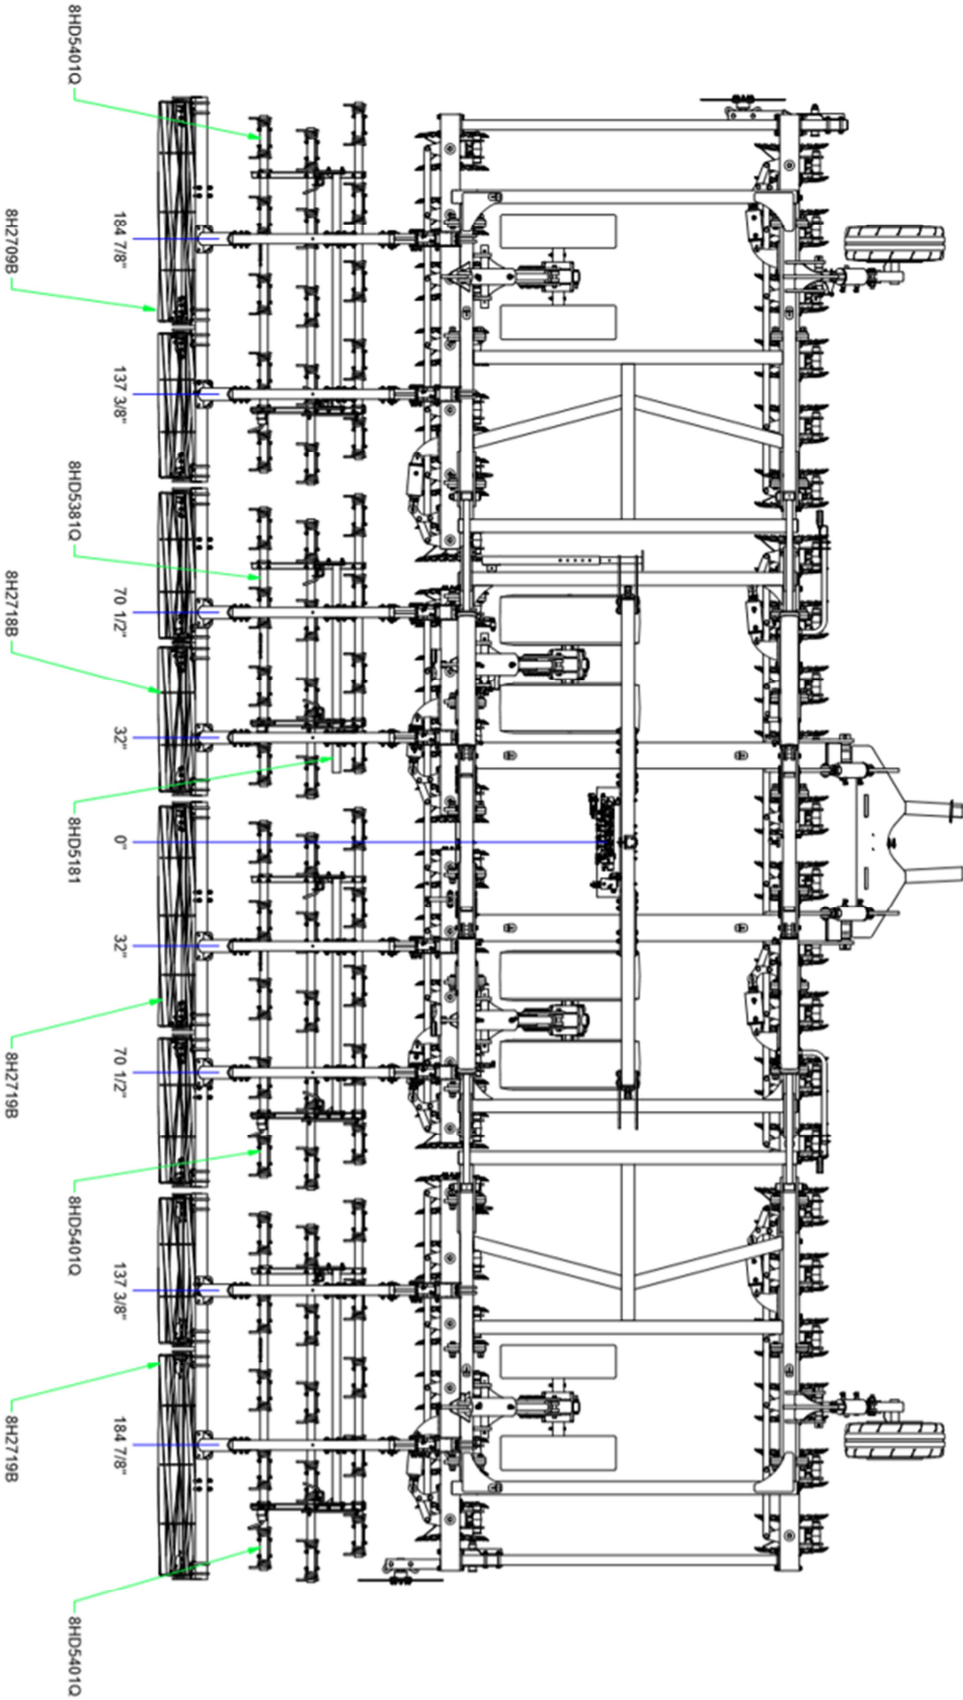 8HD5401Q
8H2709B
184 7/8"
137 3/8"
8HD5381Q
8H2718B
70 1/2"
32"
8HD5181
0"
32"
8H2719B
70 1/2"
8HD5401Q
137 3/8"
8H2719B
184 7/8"
8HD5401Q